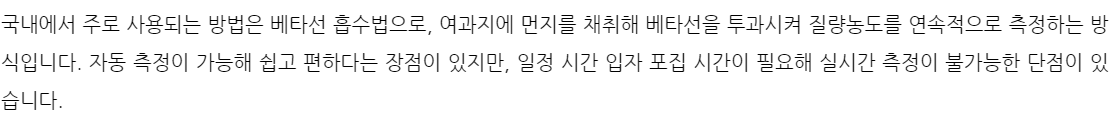 국내에서 주로 사용되는 방법은 베타선 흡수법으로, 여과지에 먼지를 채취해 베타선을 투과시켜 질량농도를 연속적으로 측정하는 방
식입니다. 자동 측정이 가능해 쉽고 편하다는 장점이 있지만, 일정 시간 입자 포집 시간이 필요해 실시간 측정이 불가능한 단점이 있
습니다.